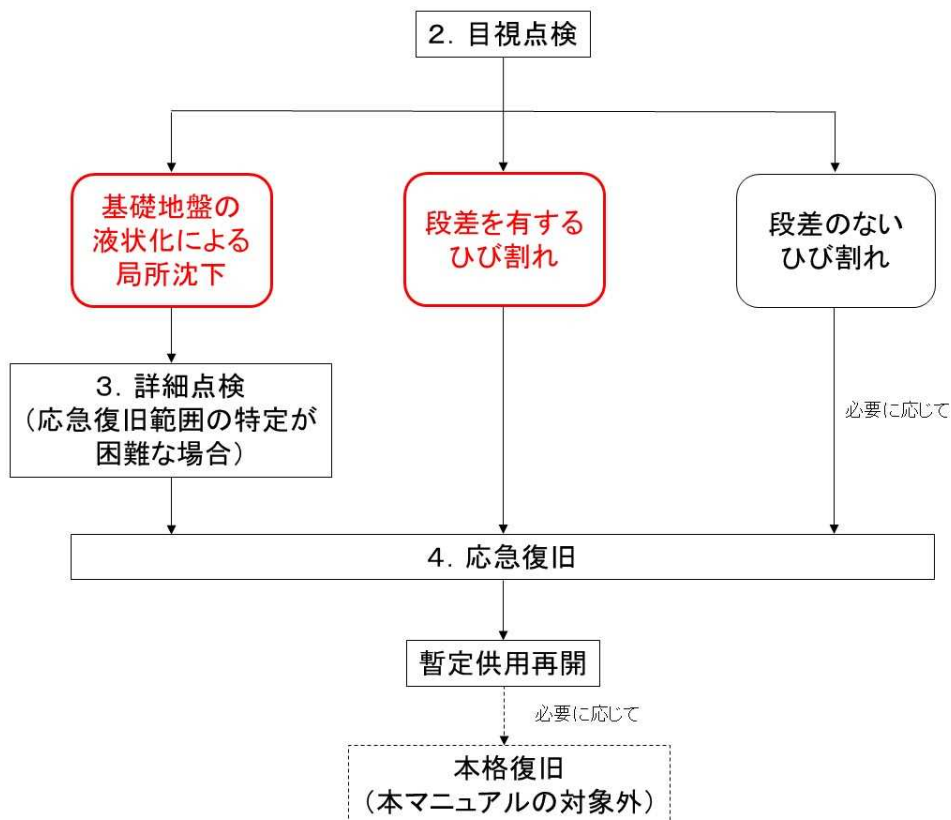 ２．目視点検
基礎地盤の
液状化による
局所沈下
段差を有する
ひび割れ
段差のない
ひび割れ
３．詳細点検
（応急復旧範囲の特定が
困難な場合）
必要に応じて
４．応急復旧
暫定供用再開
必要に応じて
本格復旧
（本マニュアルの対象外）